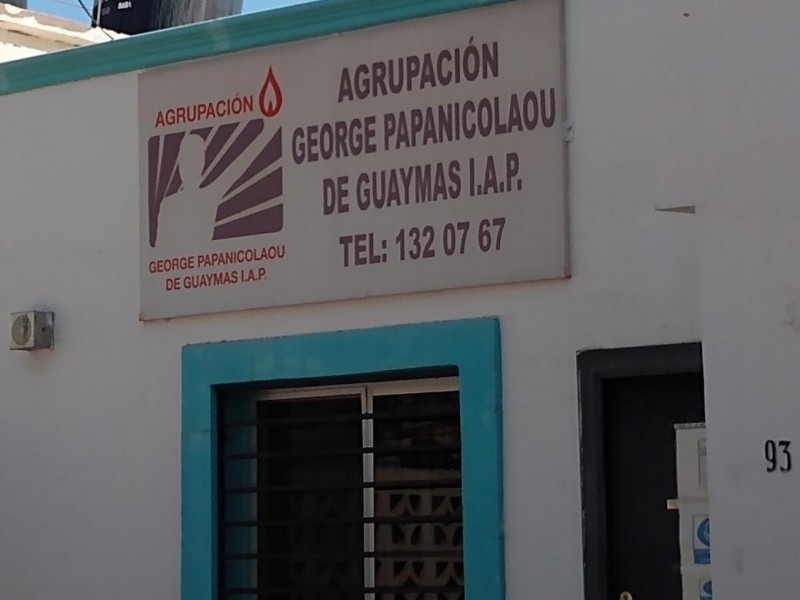 AGRUPACIÓN
GEORGE PAPANICOLAOU
DE GUAYMAS I.A.P.
AGRUPACIÓN
GEORGE PAPANICOLAOU
DE GUAYMAS I.A.P.
TEL: 132 07 67
93